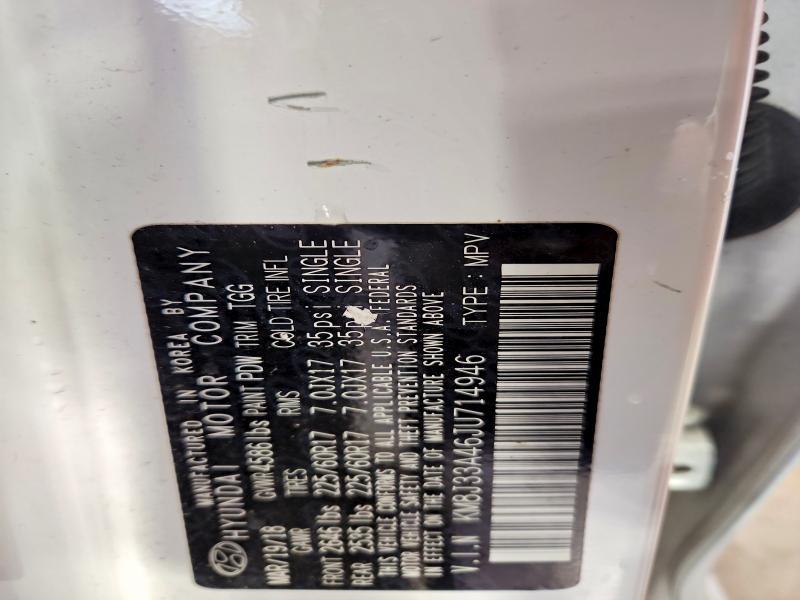 MANUFACTURED IN KOREA BY
HYUNDAI MOTOR COMPANY
MAR/19/18 GVWR 4586 lbs PAINT PDW TRIM TGG
GAWR TIRES RMS COLD TIRE INFL
FRONT 2646 lbs 225/60R17 7.0JX17 35psi SINGLE
REAR 2535 lbs 225/60R17 7.0JX17 35psi SINGLE
THIS VEHICLE CONFORMS TO ALL APPLICABLE U.S.A. FEDERAL
MOTOR VEHICLE SAFETY AND THEFT PREVENTION STANDARDS
IN EFFECT ON THE DATE OF MANUFACTURE SHOWN ABOVE
V.I.N KM8J33A46JU714946 TYPE : MPV